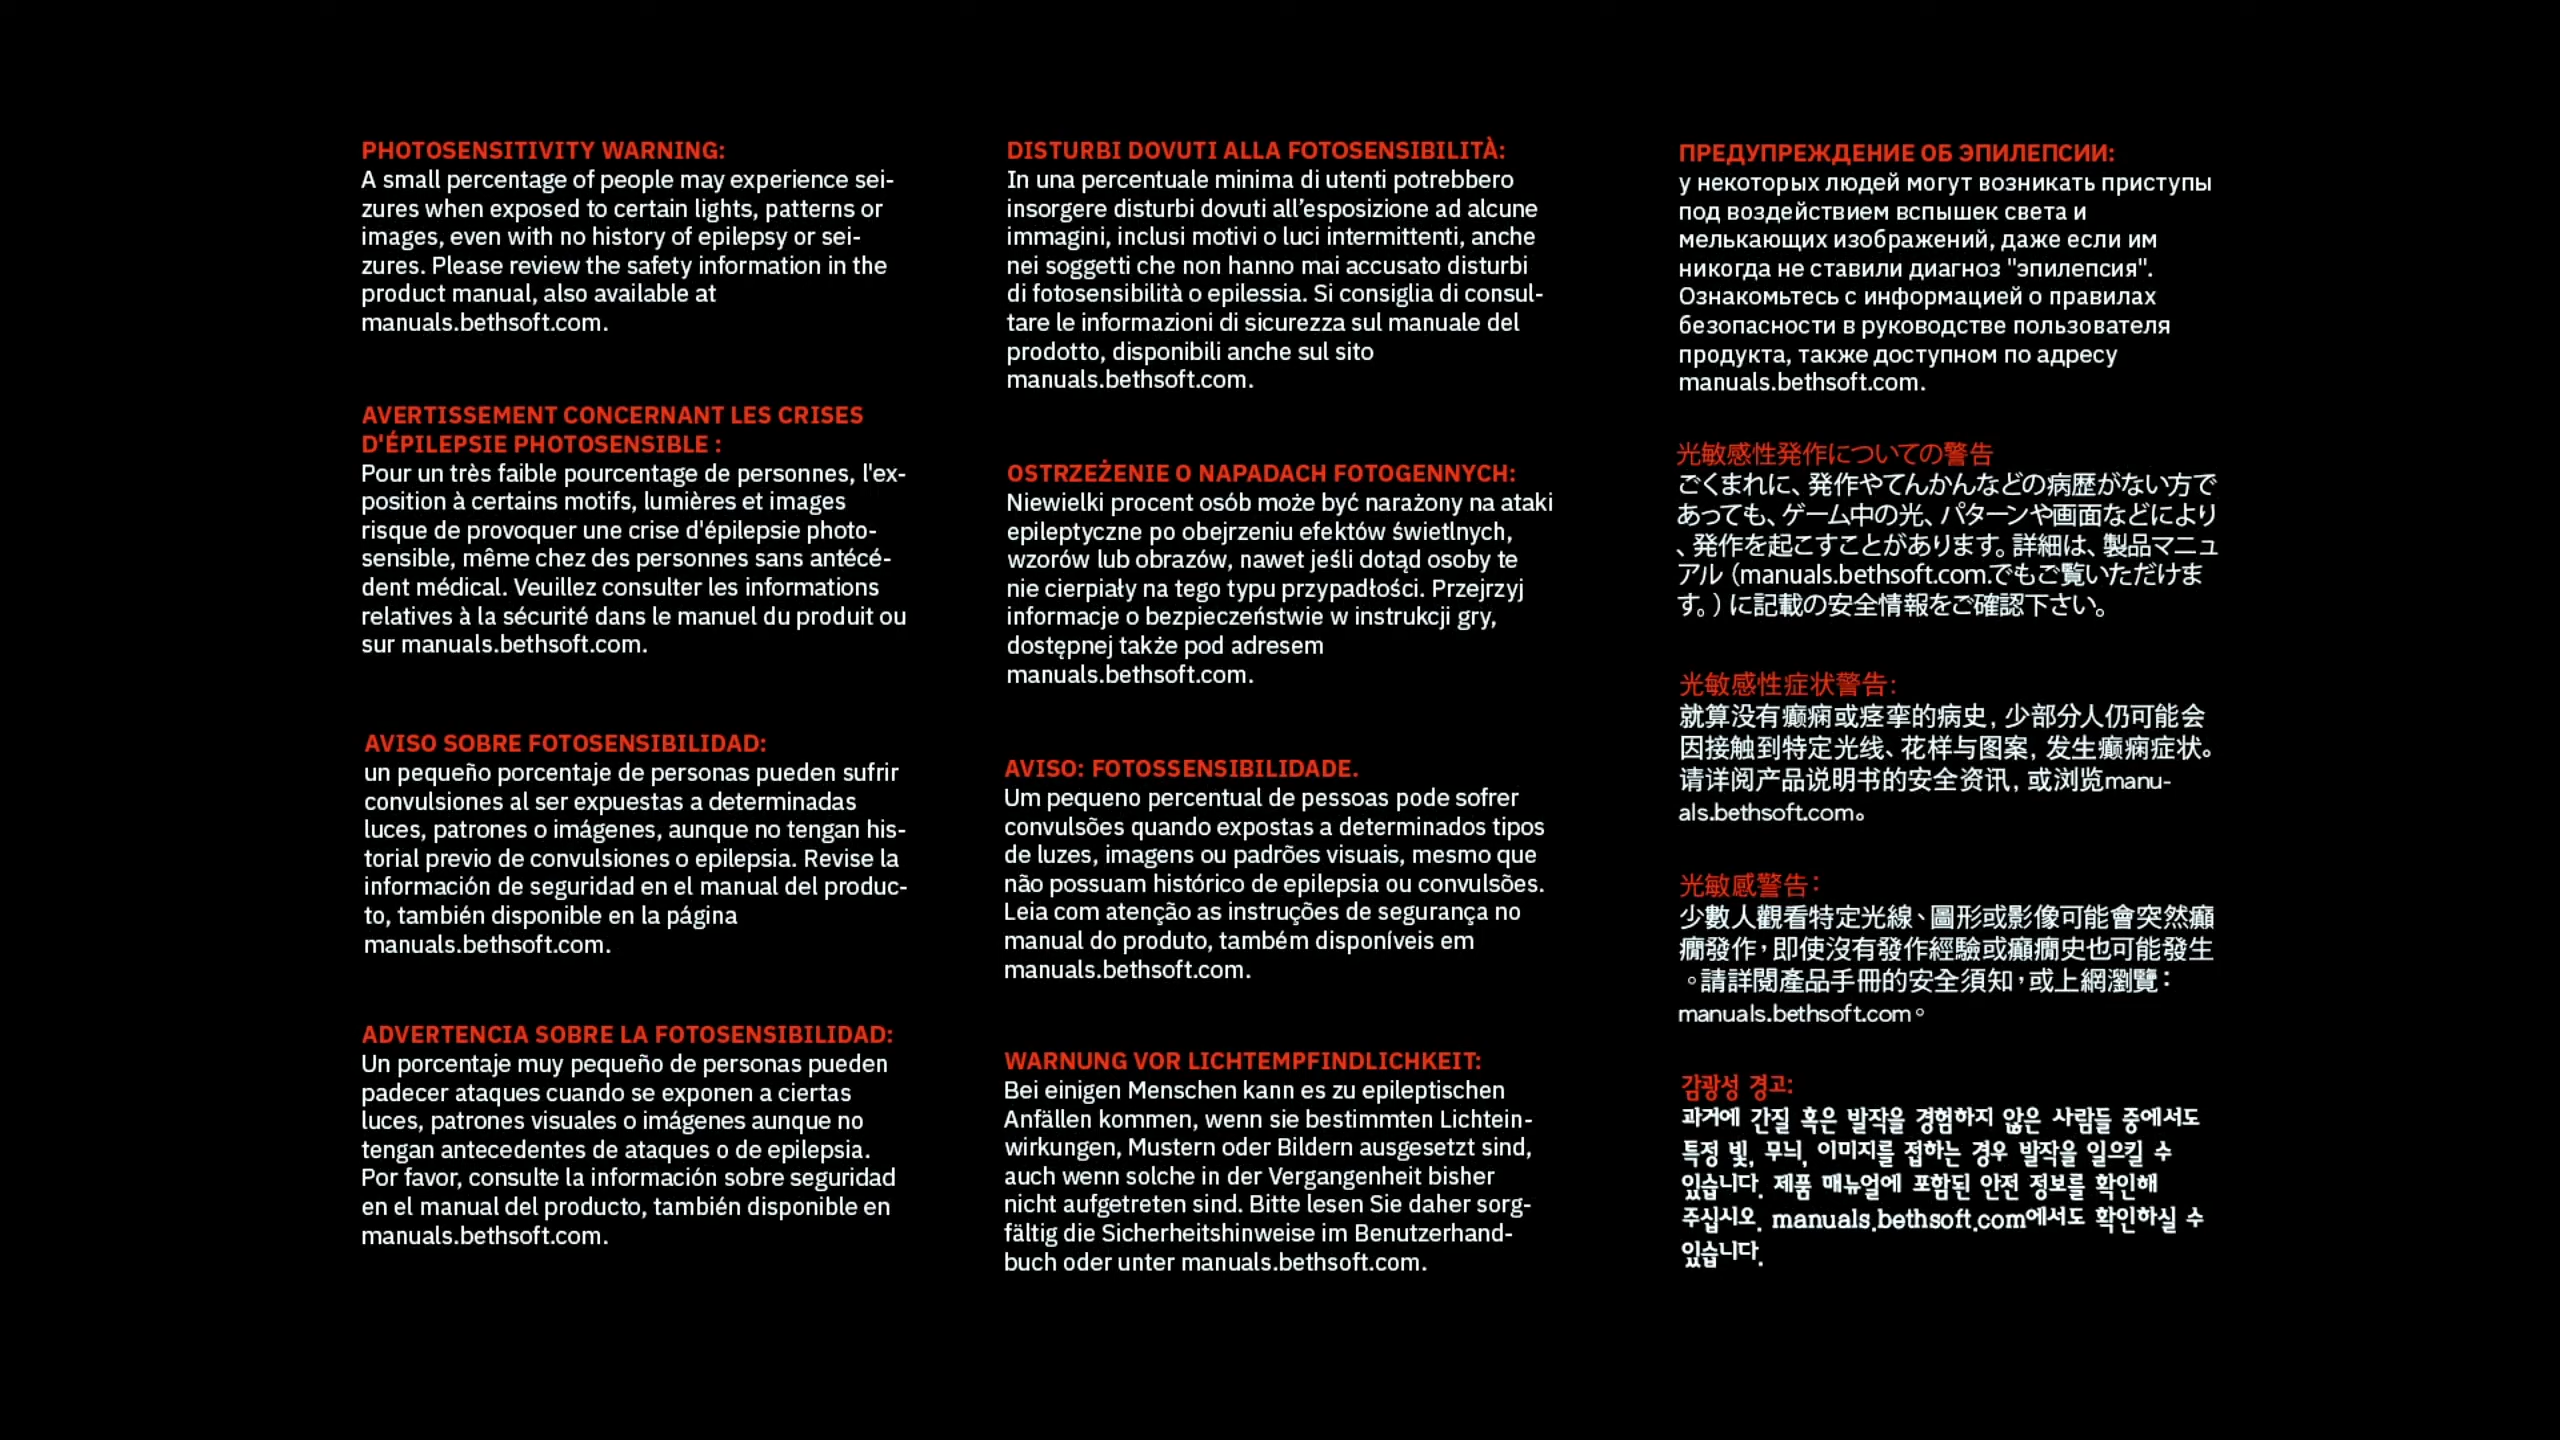 PHOTOSENSITIVITY WARNING:
A small percentage of people may experience sei-
zures when exposed to certain lights, patterns or
images, even with no history of epilepsy or sei-
zures. Please review the safety information in the
product manual, also available at
manuals.bethsoft.com.
AVERTISSEMENT CONCERNANT LES CRISES
D'ÉPILEPSIE PHOTOSENSIBLE :
Pour un très faible pourcentage de personnes, l'ex-
position à certains motifs, lumières et images
risque de provoquer une crise d'épilepsie photo-
sensible, même chez des personnes sans antécé-
dent médical. Veuillez consulter les informations
relatives à la sécurité dans le manuel du produit ou
sur manuals.bethsoft.com.
AVISO SOBRE FOTOSENSIBILIDAD:
un pequeño porcentaje de personas pueden sufrir
convulsiones al ser expuestas a determinadas
luces, patrones o imágenes, aunque no tengan his-
torial previo de convulsiones o epilepsia. Revise la
información de seguridad en el manual del produc-
to, también disponible en la página
manuals.bethsoft.com.
ADVERTENCIA SOBRE LA FOTOSENSIBILIDAD:
Un porcentaje muy pequeño de personas pueden
padecer ataques cuando se exponen a ciertas
luces, patrones visuales o imágenes aunque no
tengan antecedentes de ataques o de epilepsia.
Por favor, consulte la información sobre seguridad
en el manual del producto, también disponible en
manuals.bethsoft.com.
DISTURBI DOVUTI ALLA FOTOSENSIBILITÀ:
In una percentuale minima di utenti potrebbero
insorgere disturbi dovuti all’esposizione ad alcune
immagini, inclusi motivi o luci intermittenti, anche
nei soggetti che non hanno mai accusato disturbi
di fotosensibilità o epilessia. Si consiglia di consul-
tare le informazioni di sicurezza sul manuale del
prodotto, disponibili anche sul sito
manuals.bethsoft.com.
OSTRZEŻENIE O NAPADACH FOTOGENNYCH:
Niewielki procent osób może być narażony na ataki
epileptyczne po obejrzeniu efektów świetlnych,
wzorów lub obrazów, nawet jeśli dotąd osoby te
nie cierpiały na tego typu przypadłości. Przejrzyj
informacje o bezpieczeństwie w instrukcji gry,
dostępnej także pod adresem
manuals.bethsoft.com.
AVISO: FOTOSSENSIBILIDADE.
Um pequeno percentual de pessoas pode sofrer
convulsões quando expostas a determinados tipos
de luzes, imagens ou padrões visuais, mesmo que
não possuam histórico de epilepsia ou convulsões.
Leia com atenção as instruções de segurança no
manual do produto, também disponíveis em
manuals.bethsoft.com.
WARNUNG VOR LICHTEMPFINDLICHKEIT:
Bei einigen Menschen kann es zu epileptischen
Anfällen kommen, wenn sie bestimmten Lichtein-
wirkungen, Mustern oder Bildern ausgesetzt sind,
auch wenn solche in der Vergangenheit bisher
nicht aufgetreten sind. Bitte lesen Sie daher sorg-
fältig die Sicherheitshinweise im Benutzerhand-
buch oder unter manuals.bethsoft.com.
ПРЕДУПРЕЖДЕНИЕ ОБ ЭПИЛЕПСИИ:
у некоторых людей могут возникать приступы
под воздействием вспышек света и
мелькающих изображений, даже если им
никогда не ставили диагноз "эпилепсия".
Ознакомьтесь с информацией о правилах
безопасности в руководстве пользователя
продукта, также доступном по адресу
manuals.bethsoft.com.
光敏感性発作についての警告
ごくまれに、発作やてんかんなどの病歴がない方で
あっても、ゲーム中の光、パターンや画面などにより
、発作を起こすことがあります。詳細は、製品マニュ
アル（manuals.bethsoft.com.でもご覧いただけま
す。）に記載の安全情報をご確認下さい。
光敏感性症状警告：
就算没有癫痫或痉挛的病史，少部分人仍可能会
因接触到特定光线、花样与图案，发生癫痫症状。
请详阅产品说明书的安全资讯，或浏览manu-
als.bethsoft.com。
光敏感警告：
少數人觀看特定光線、圖形或影像可能會突然癲
癇發作，即使沒有發作經驗或癲癇史也可能發生
。請詳閱產品手冊的安全須知，或上網瀏覽：
manuals.bethsoft.com。
감광성 경고:
과거에 간질 혹은 발작을 경험하지 않은 사람들 중에서도
특정 빛, 무늬, 이미지를 접하는 경우 발작을 일으킬 수
있습니다. 제품 매뉴얼에 포함된 안전 정보를 확인해
주십시오. manuals.bethsoft.com에서도 확인하실 수
있습니다.